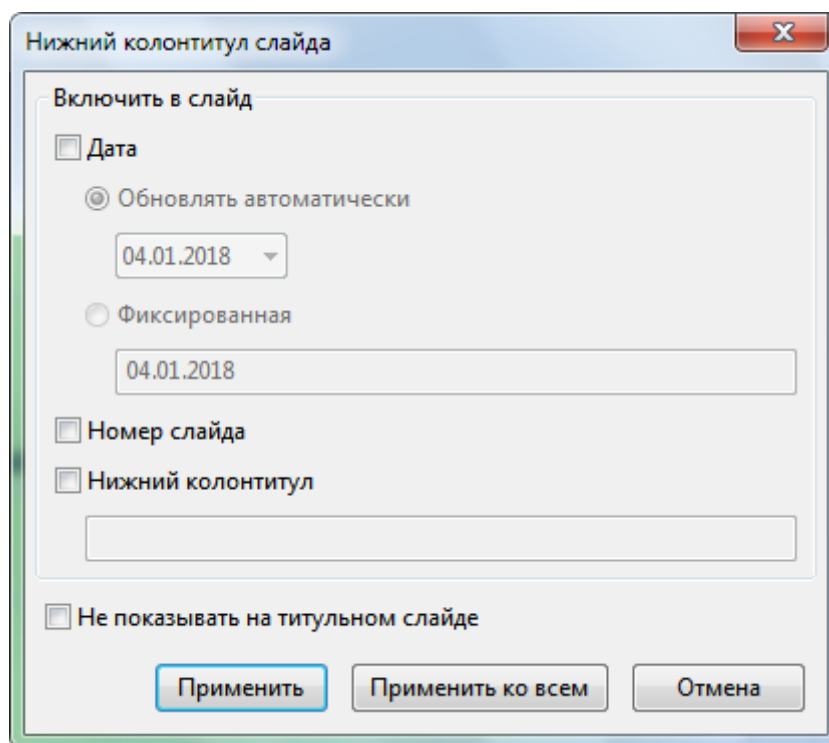 Нижний колонтитул слайда
Включить в слайд
Дата
Обновлять автоматически
04.01.2018
Фиксированная
04.01.2018
Номер слайда
Нижний колонтитул
Не показывать на титульном слайде
Применить Применить ко всем Отмена